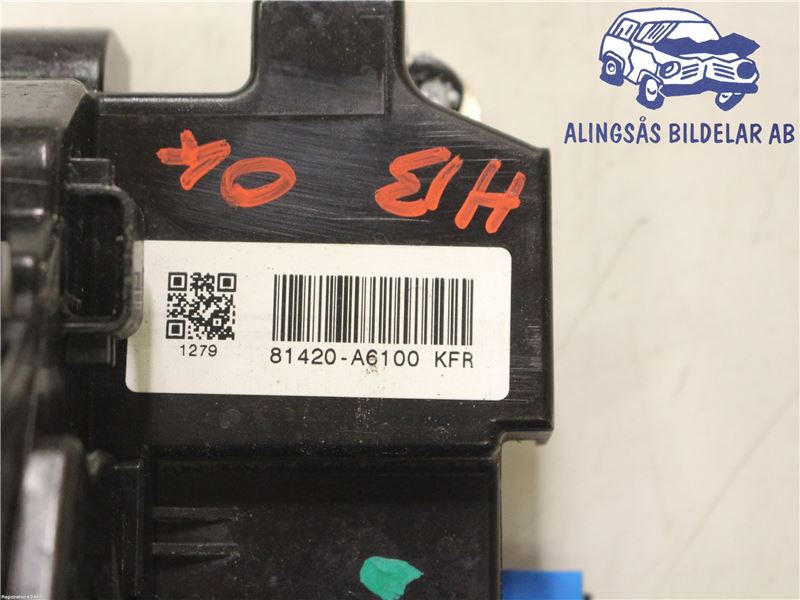 ALINGSÅS BILDELAR AB
OK H13
1279
81420-A6100 KFR